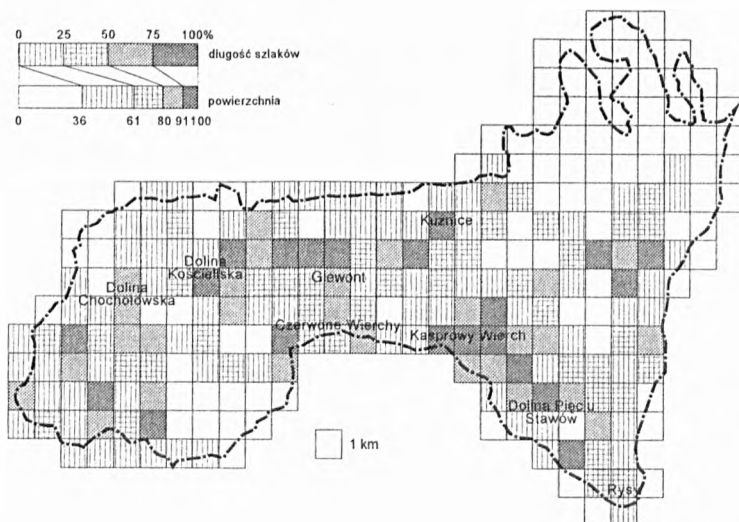 0 25 50 75 100%
długość szlaków
powierzchnia
0 36 61 80 91 100
Kuźnice
Dolina
Kościeliska
Giewont
Dolina
Chochołowska
Czerwone Wierchy
Kasprowy Wierch
Dolina Pięciu
Stawów
1 km
Rysy